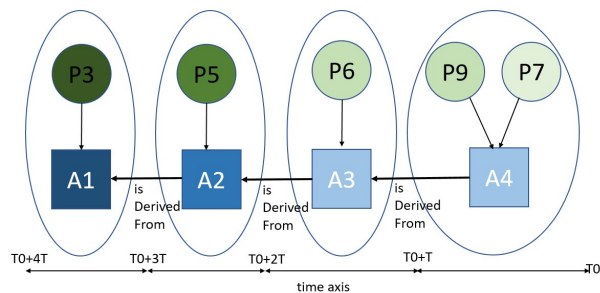 P3
P5
P6
P9
P7
A1
A2
A3
A4
is
Derived
From
is
Derived
From
is
Derived
From
T0+4T
T0+3T
T0+2T
T0+T
T0
time axis